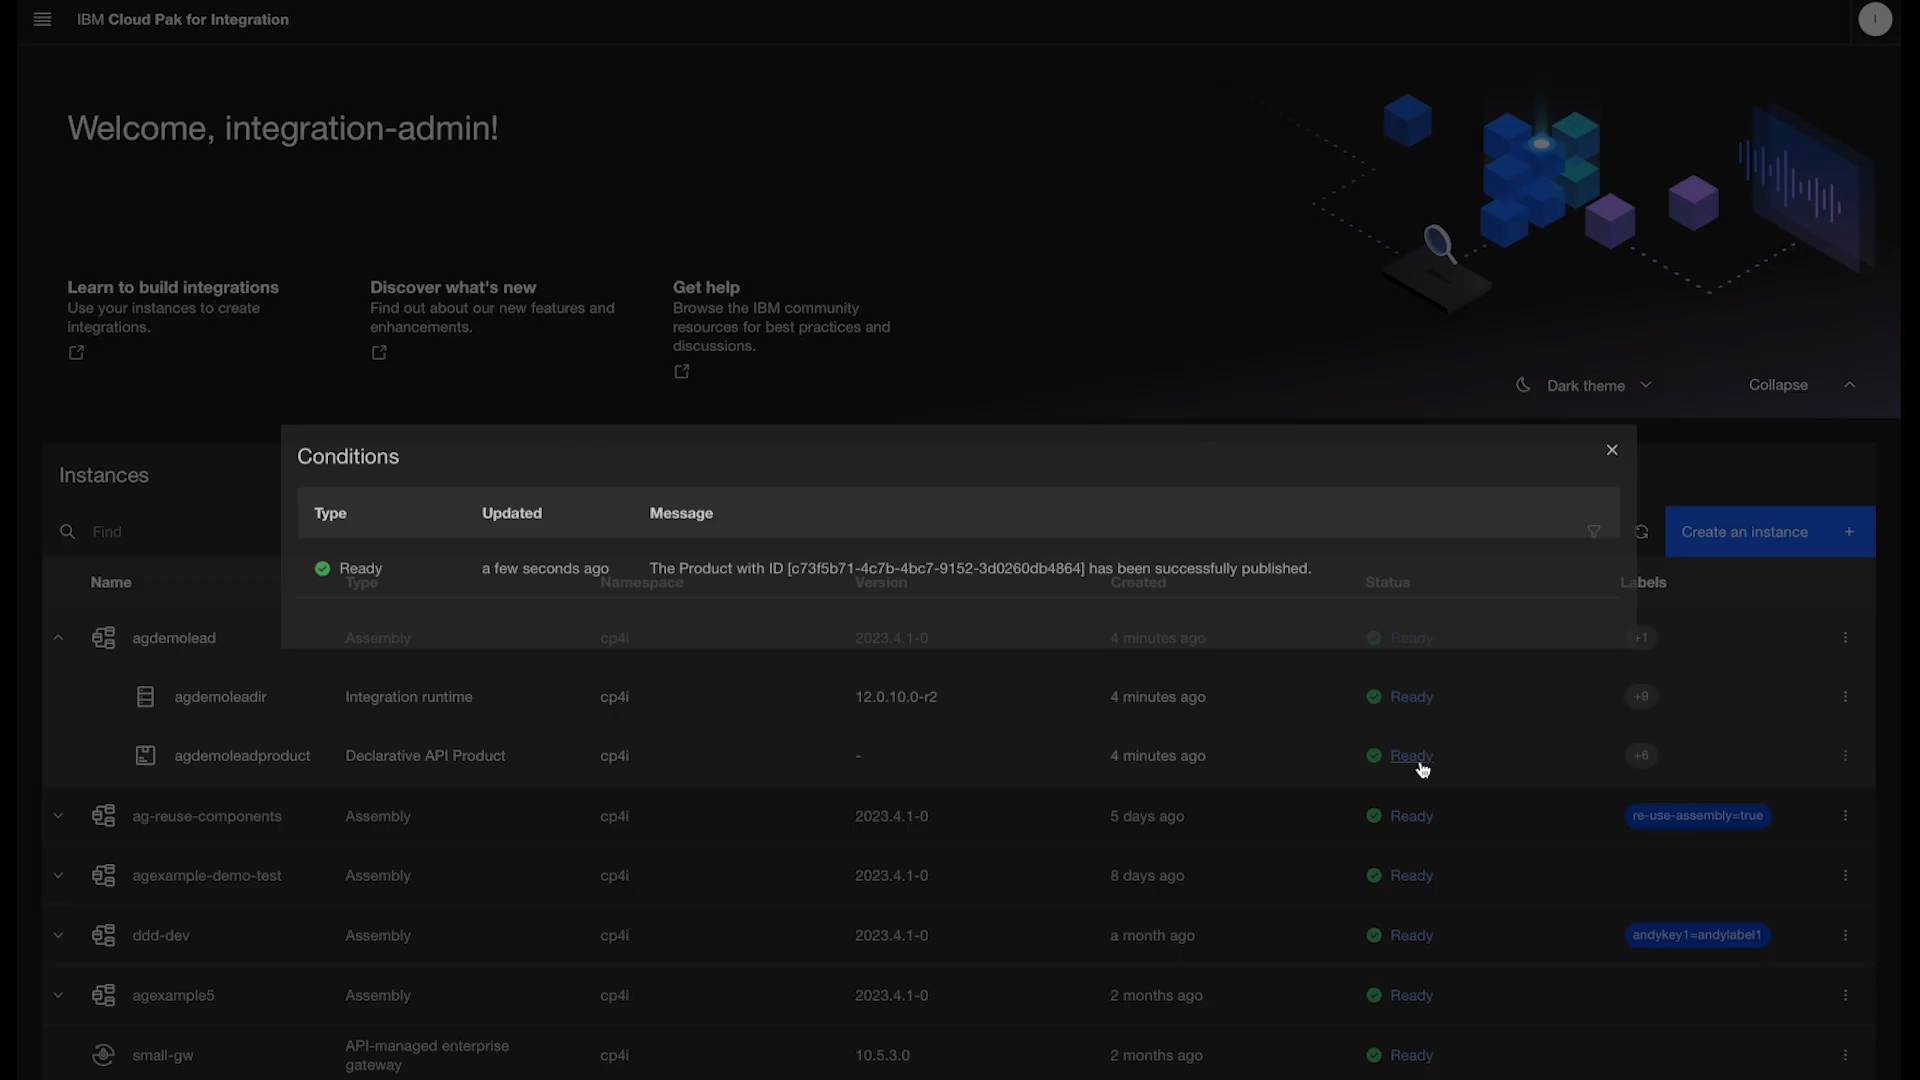 IBM Cloud Pak for Integration
I
Welcome, integration-admin!
Learn to build integrations
Use your instances to create
integrations.
Discover what's new
Find out about our new features and
enhancements.
Get help
Browse the IBM community
resources for best practices and
discussions.
Dark theme
Collapse
Conditions
Type Updated Message
Ready a few seconds ago The Product with ID [c73f5b71-4c7b-4bc7-9152-3d0260db4864] has been successfully published.
Instances
Find
Create an instance +
Name Type Namespace Version Created Status Labels
agdemolead Assembly cp4i 2023.4.1-0 4 minutes ago Ready +1
agdemoleadir Integration runtime cp4i 12.0.10.0-r2 4 minutes ago Ready +9
agdemoleadproduct Declarative API Product cp4i - 4 minutes ago Ready +6
ag-reuse-components Assembly cp4i 2023.4.1-0 5 days ago Ready re-use-assembly=true
agexample-demo-test Assembly cp4i 2023.4.1-0 8 days ago Ready
ddd-dev Assembly cp4i 2023.4.1-0 a month ago Ready andykey1=andylabel1
agexample5 Assembly cp4i 2023.4.1-0 2 months ago Ready
small-gw API-managed enterprise
gateway cp4i 10.5.3.0 2 months ago Ready